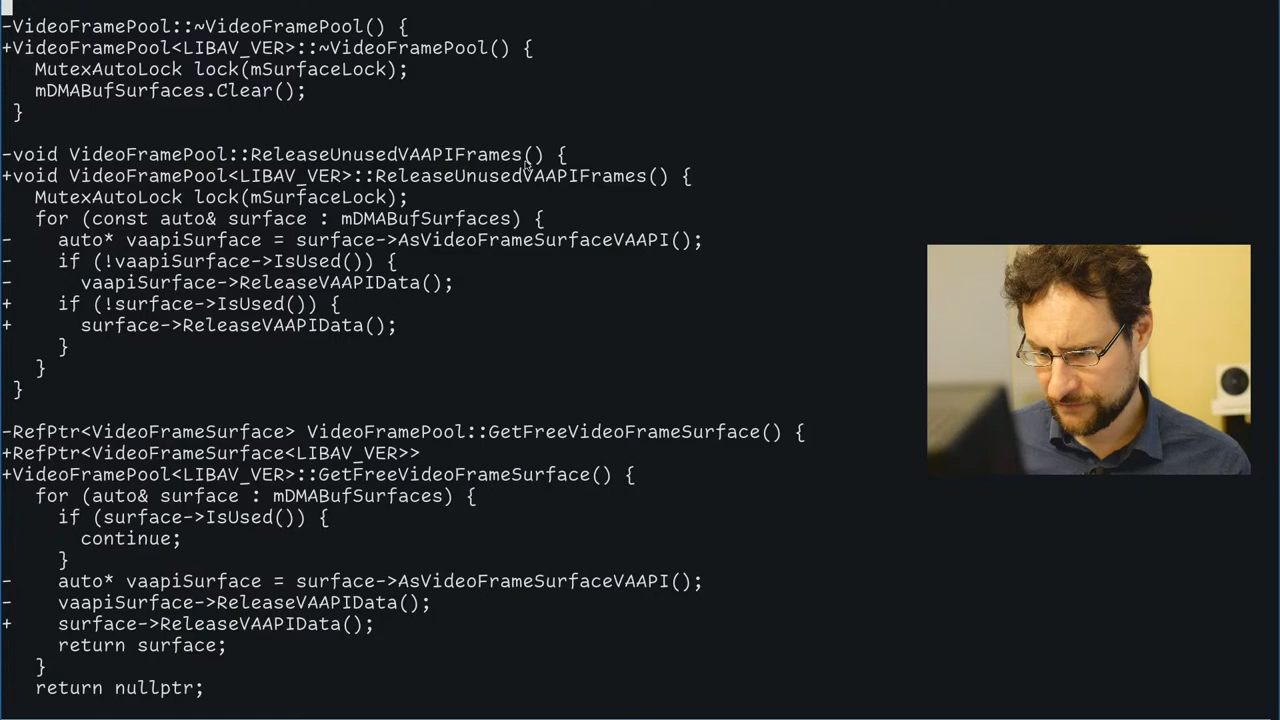 -VideoFramePool::~VideoFramePool() {
+VideoFramePool<LIBAV_VER>::~VideoFramePool() {
   MutexAutoLock lock(mSurfaceLock);
   mDMABufSurfaces.Clear();
 }
-void VideoFramePool::ReleaseUnusedVAAPIFrames() {
+void VideoFramePool<LIBAV_VER>::ReleaseUnusedVAAPIFrames() {
   MutexAutoLock lock(mSurfaceLock);
   for (const auto& surface : mDMABufSurfaces) {
-    auto* vaapiSurface = surface->AsVideoFrameSurfaceVAAPI();
-    if (!vaapiSurface->IsUsed()) {
-      vaapiSurface->ReleaseVAAPIData();
+    if (!surface->IsUsed()) {
+      surface->ReleaseVAAPIData();
     }
   }
 }
-RefPtr<VideoFrameSurface> VideoFramePool::GetFreeVideoFrameSurface() {
+RefPtr<VideoFrameSurface<LIBAV_VER>>
+VideoFramePool<LIBAV_VER>::GetFreeVideoFrameSurface() {
   for (auto& surface : mDMABufSurfaces) {
     if (surface->IsUsed()) {
       continue;
     }
-    auto* vaapiSurface = surface->AsVideoFrameSurfaceVAAPI();
-    vaapiSurface->ReleaseVAAPIData();
+    surface->ReleaseVAAPIData();
     return surface;
   }
   return nullptr;